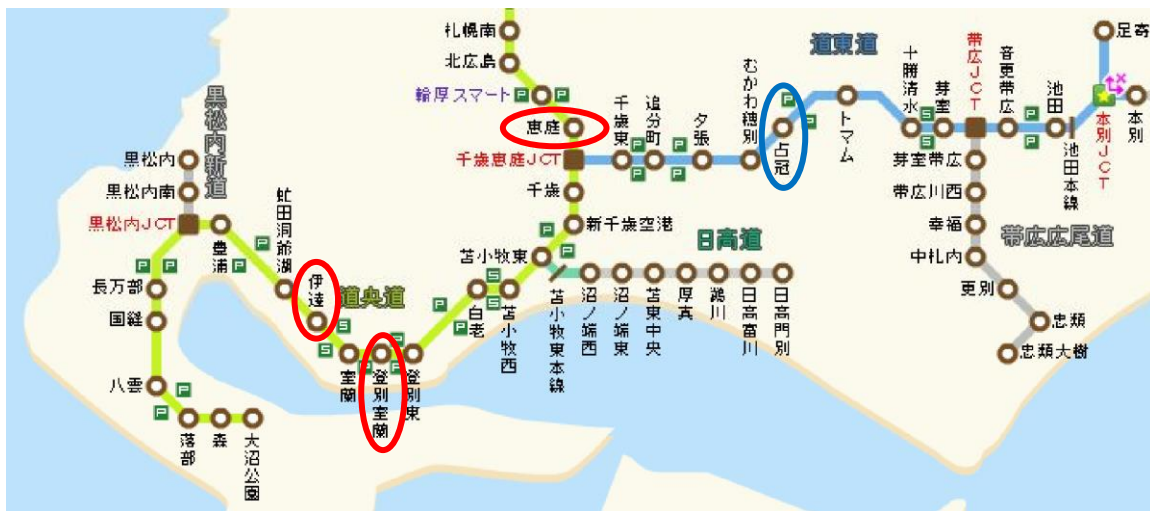 札幌南
北広島
輪厚スマート
恵庭
千歳恵庭JCT
千歳
新千歳空港
道東道
千歳東
追分町
夕張
むかわ穂別
占冠
トマム
十勝清水
芽室
帯広JCT
音更帯広
池田
池田本線
本別JCT
足寄
本別
芽室帯広
帯広川西
幸福
中札内
更別
忠類
忠類大樹
帯広広尾道
日高道
苫小牧東
苫小牧東本線
沼ノ端西
沼ノ端東
苫東中央
厚真
鵡川
日高富川
日高門別
道央道
苫小牧西
白老
登別東
登別室蘭
室蘭
伊達
虻田洞爺湖
豊浦
黒松内新道
黒松内
黒松内南
黒松内JCT
長万部
国縫
八雲
落部
森
大沼公園
P
P
P
P
P
P
P
P
S
S
P
P
P
P
P
P
S
S
P
P
P
P
S
S
P
P
P
P
P
P